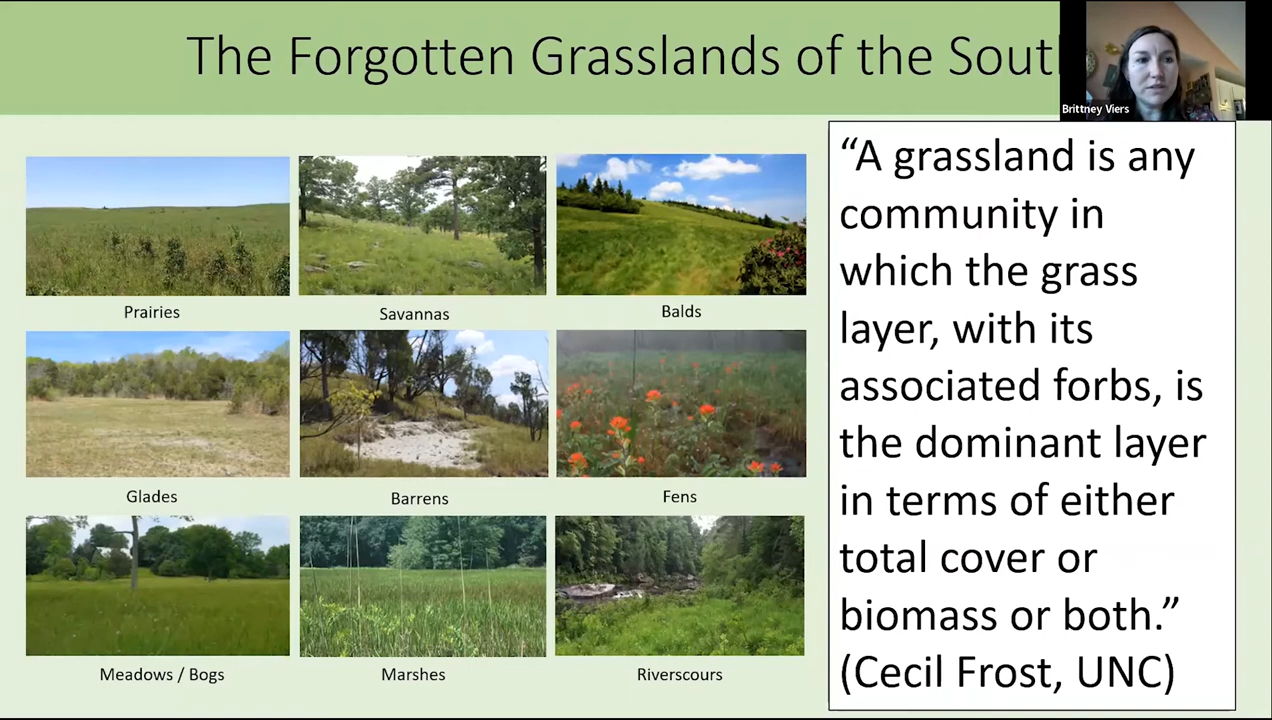 The Forgotten Grasslands of the Sout
Brittney Viers
Prairies
Savannas
Balds
Glades
Barrens
Fens
Meadows / Bogs
Marshes
Riverscours
“A grassland is any
community in
which the grass
layer, with its
associated forbs, is
the dominant layer
in terms of either
total cover or
biomass or both.”
(Cecil Frost, UNC)